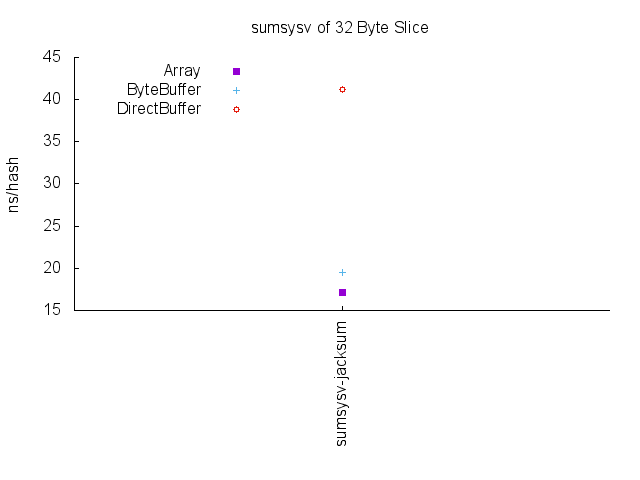 sumsysv of 32 Byte Slice
45
40
35
30
25
20
15
ns/hash
Array
ByteBuffer
DirectBuffer
sumsysv-jacksum